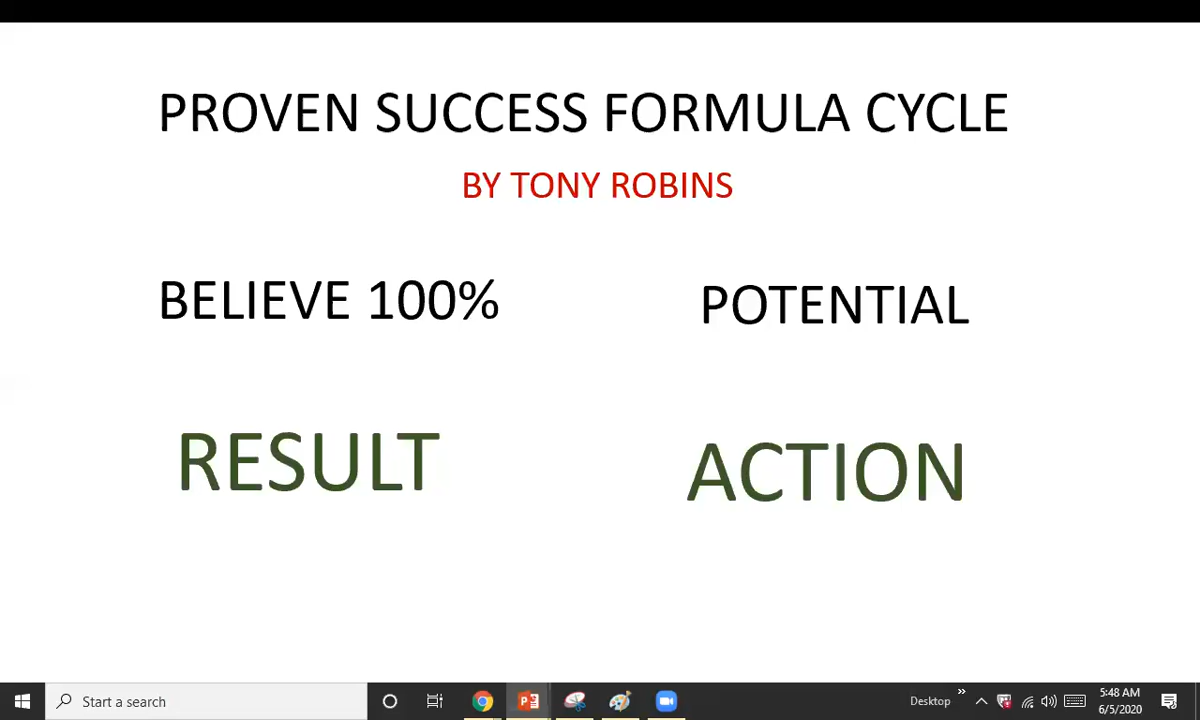 PROVEN SUCCESS FORMULA CYCLE
BY TONY ROBINS
BELIEVE 100%
POTENTIAL
RESULT
ACTION
Start a search
Desktop
5:48 AM
6/5/2020